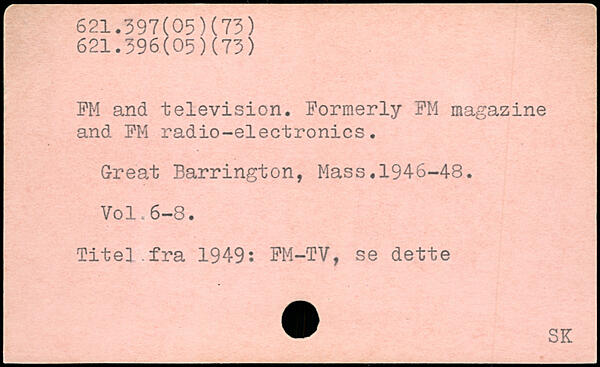 621.397(05)(73)
621.396(05)(73)
FM and television. Formerly FM magazine
and FM radio-electronics.
Great Barrington, Mass.1946-48.
Vol.6-8.
Titel fra 1949: FM-TV, se dette
SK